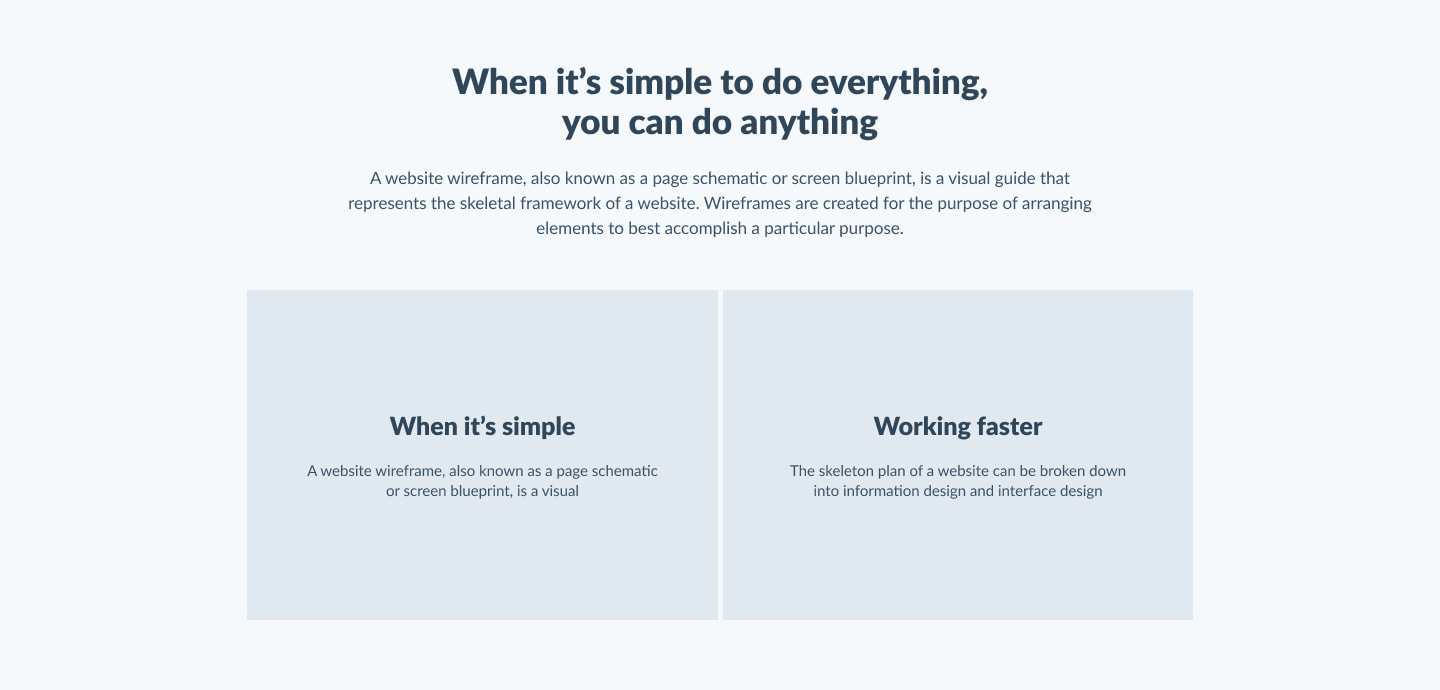 When it’s simple to do everything,
you can do anything
A website wireframe, also known as a page schematic or screen blueprint, is a visual guide that
represents the skeletal framework of a website. Wireframes are created for the purpose of arranging
elements to best accomplish a particular purpose.
When it’s simple
A website wireframe, also known as a page schematic
or screen blueprint, is a visual
Working faster
The skeleton plan of a website can be broken down
into information design and interface design